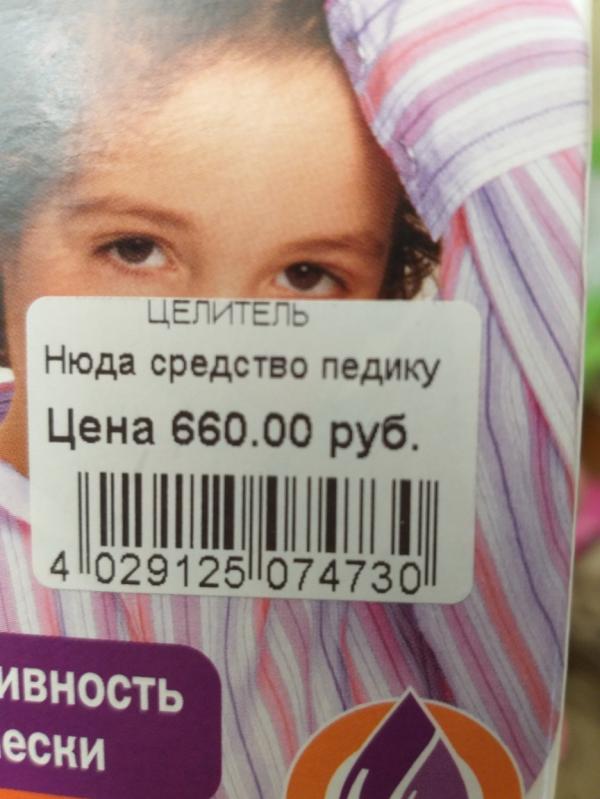 ЦЕЛИТЕЛЬ
Нюда средство педику
Цена 660.00 руб.
4 029125 074730
ивность
ески